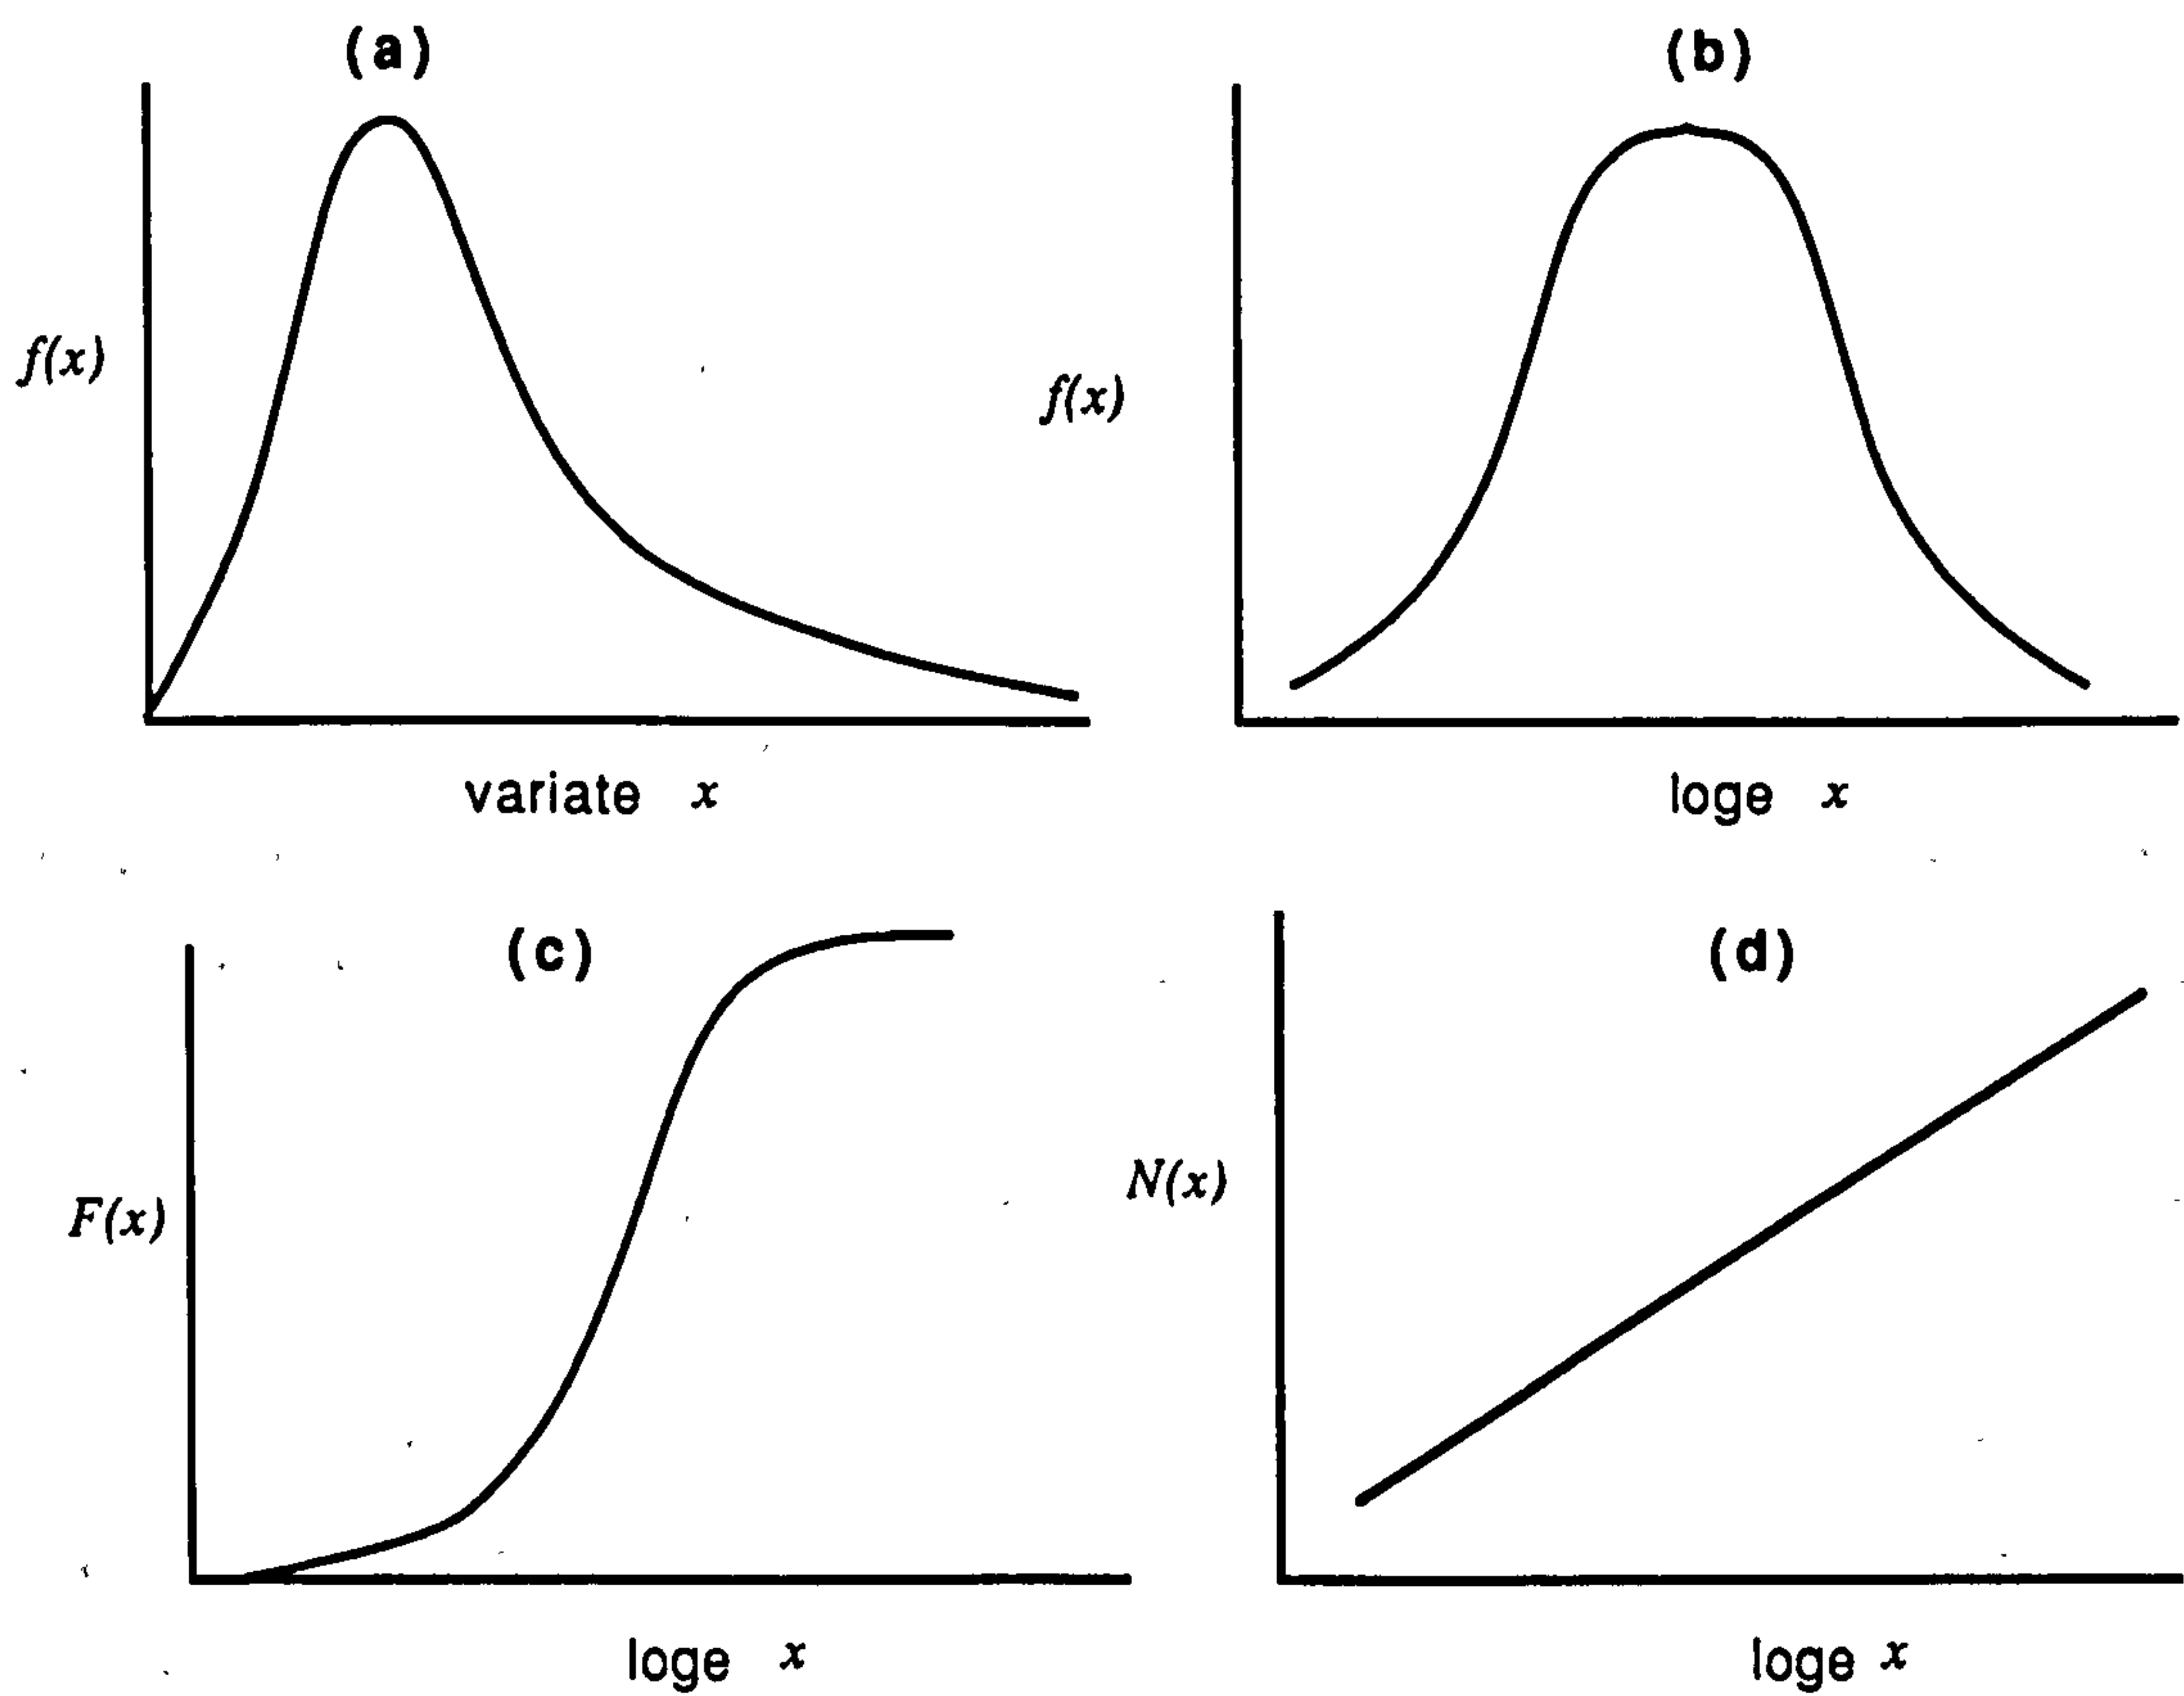 (a)
f(x)
variate x
(b)
f(x)
loge x
(c)
F(x)
loge x
(d)
N(x)
loge x